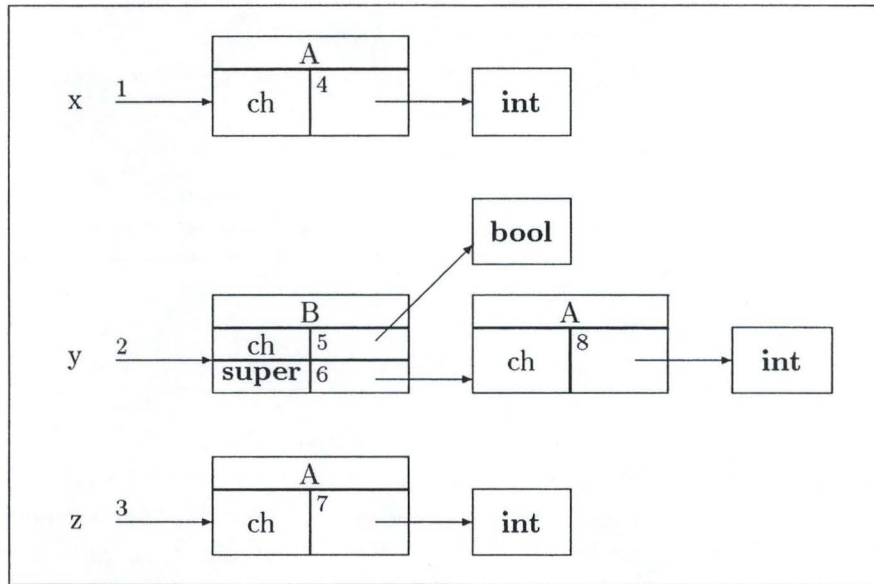 A
x 1 ch 4 int
bool
B A
y 2 ch 5 ch 8 int
super 6
A
z 3 ch 7 int